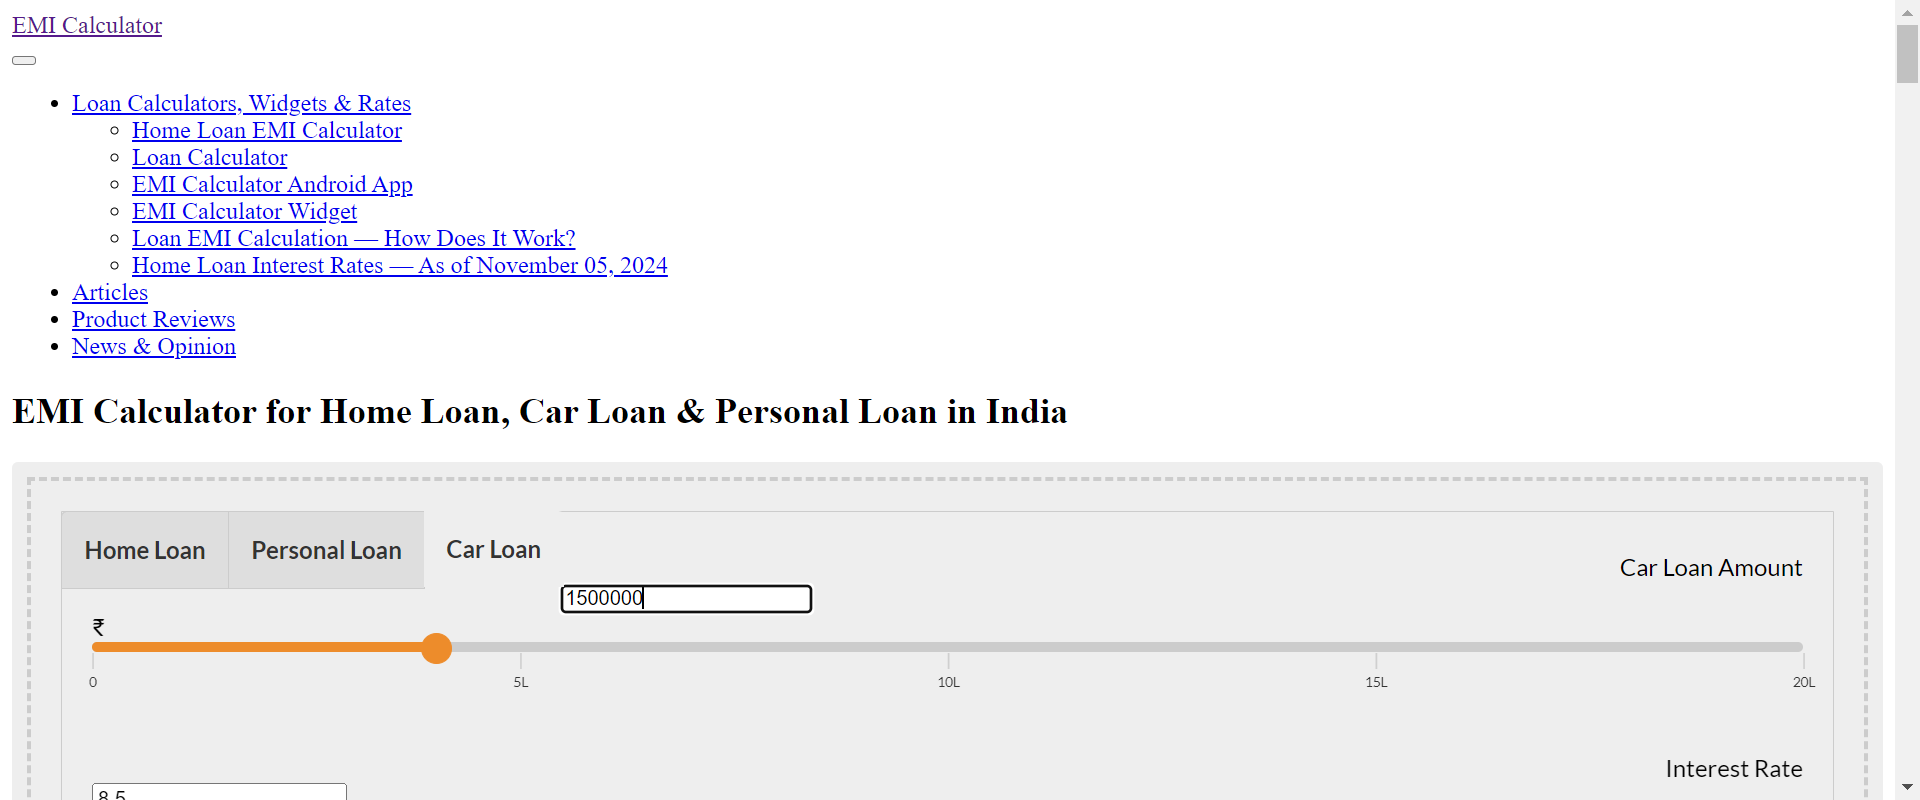 EMI Calculator
Loan Calculators, Widgets & Rates
Home Loan EMI Calculator
Loan Calculator
EMI Calculator Android App
EMI Calculator Widget
Loan EMI Calculation — How Does It Work?
Home Loan Interest Rates — As of November 05, 2024
Articles
Product Reviews
News & Opinion
EMI Calculator for Home Loan, Car Loan & Personal Loan in India
Home Loan Personal Loan Car Loan
Car Loan Amount
1500000
₹
0 5L 10L 15L 20L
Interest Rate
8.5